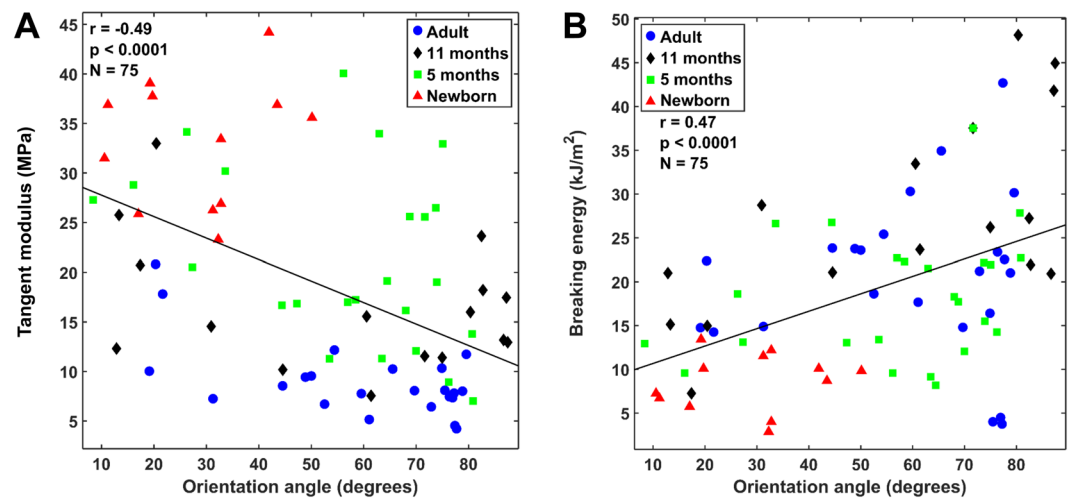 A
r = -0.49
p < 0.0001
N = 75
Adult
11 months
5 months
Newborn
Tangent modulus (MPa)
45
40
35
30
25
20
15
10
5
10 20 30 40 50 60 70 80
Orientation angle (degrees)
B
Adult
11 months
5 months
Newborn
r = 0.47
p < 0.0001
N = 75
Breaking energy (kJ/m²)
50
45
40
35
30
25
20
15
10
5
10 20 30 40 50 60 70 80
Orientation angle (degrees)